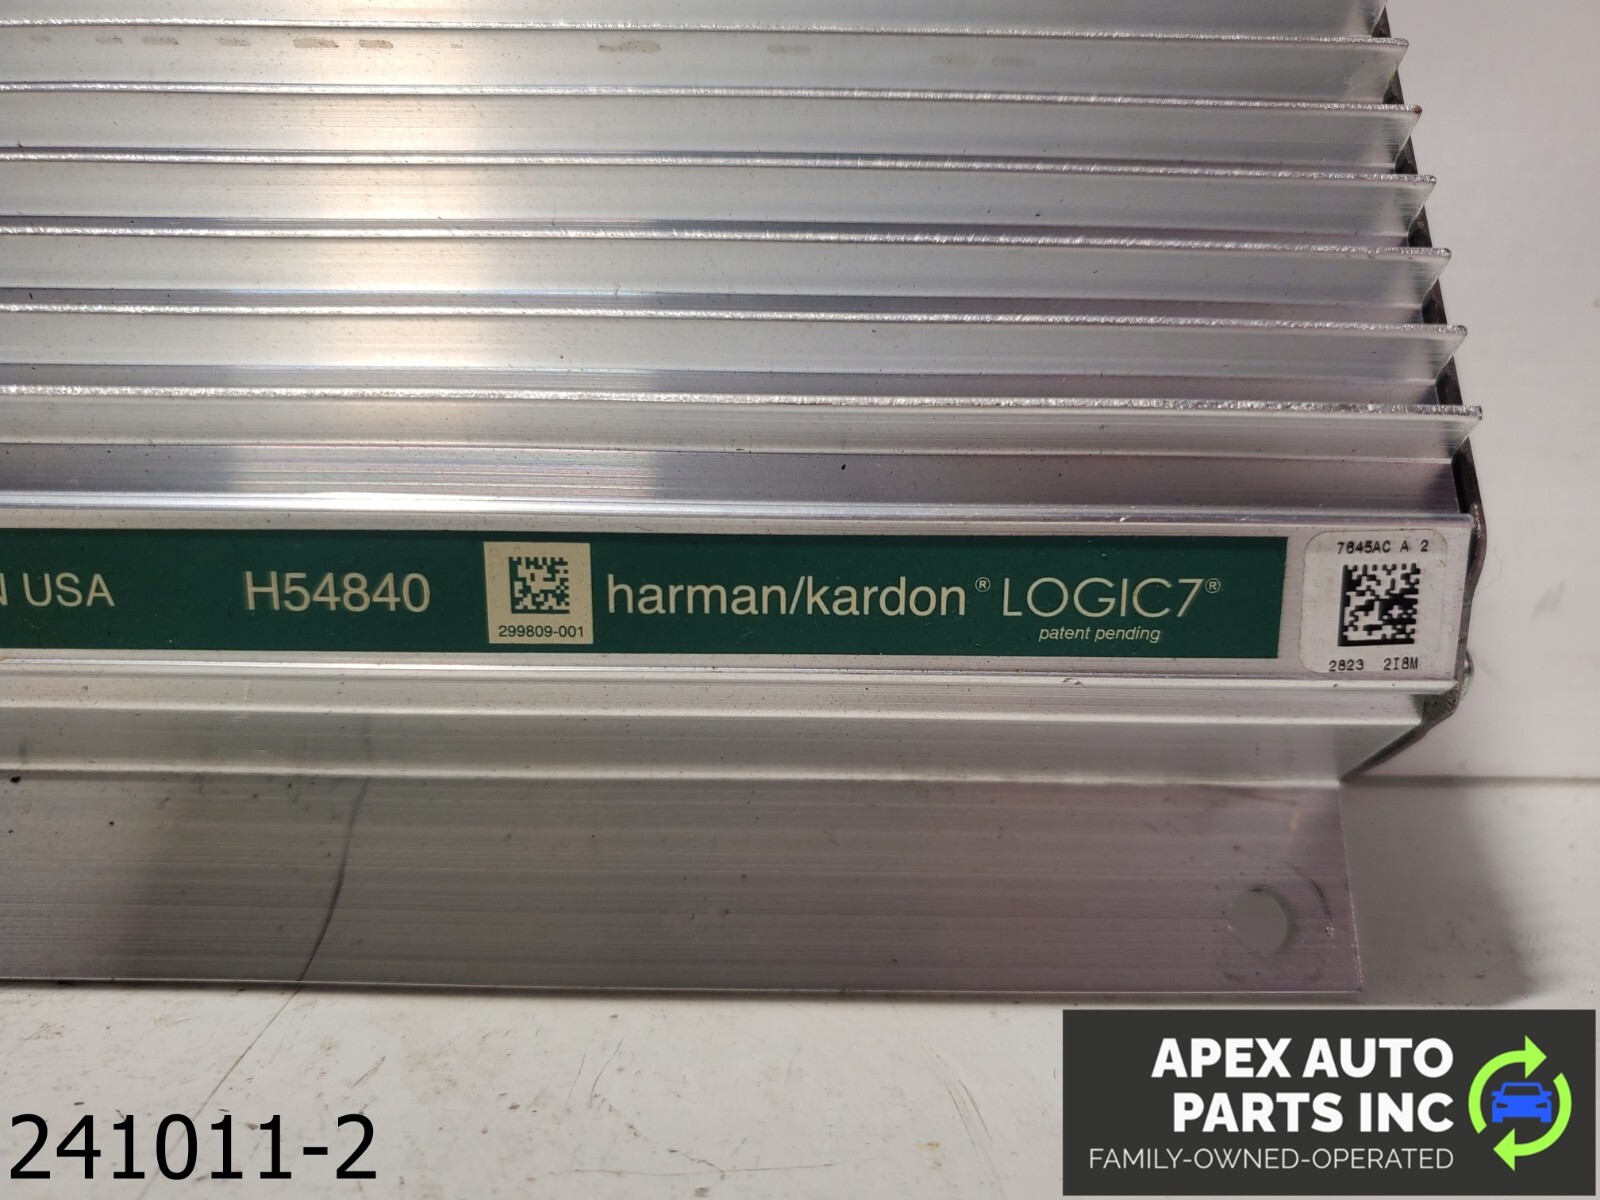 N USA
H54840
299809-001
harman/kardon® LOGIC7®
patent pending
7645AC A 2
2823 2I8M
241011-2
APEX AUTO
PARTS INC
FAMILY-OWNED-OPERATED